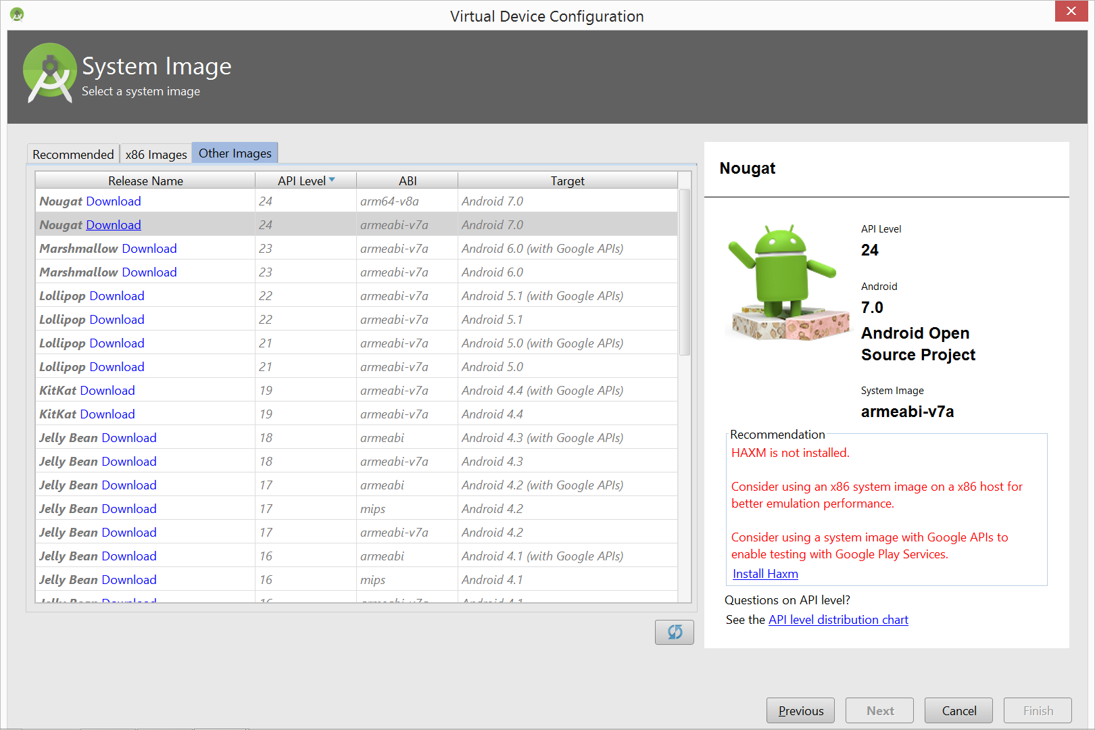 Virtual Device Configuration
System Image
Select a system image
Recommended x86 Images Other Images
Release Name API Level ABI Target
Nougat Download 24 arm64-v8a Android 7.0
Nougat Download 24 armeabi-v7a Android 7.0
Marshmallow Download 23 armeabi-v7a Android 6.0 (with Google APIs)
Marshmallow Download 23 armeabi-v7a Android 6.0
Lollipop Download 22 armeabi-v7a Android 5.1 (with Google APIs)
Lollipop Download 22 armeabi-v7a Android 5.1
Lollipop Download 21 armeabi-v7a Android 5.0 (with Google APIs)
Lollipop Download 21 armeabi-v7a Android 5.0
KitKat Download 19 armeabi-v7a Android 4.4 (with Google APIs)
KitKat Download 19 armeabi-v7a Android 4.4
Jelly Bean Download 18 armeabi Android 4.3 (with Google APIs)
Jelly Bean Download 18 armeabi-v7a Android 4.3
Jelly Bean Download 17 armeabi Android 4.2 (with Google APIs)
Jelly Bean Download 17 mips Android 4.2
Jelly Bean Download 17 armeabi-v7a Android 4.2
Jelly Bean Download 16 armeabi Android 4.1 (with Google APIs)
Jelly Bean Download 16 mips Android 4.1
Jelly Bean Download 16 armeabi-v7a Android 4.1
Nougat
API Level
24
Android
7.0
Android Open
Source Project
System Image
armeabi-v7a
Recommendation
HAXM is not installed.
Consider using an x86 system image on a x86 host for
better emulation performance.
Consider using a system image with Google APIs to
enable testing with Google Play Services.
Install Haxm
Questions on API level?
See the API level distribution chart
Previous Next Cancel Finish